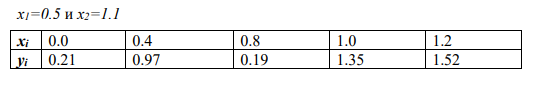 x1=0.5 и x2=1.1
xi 0.0 0.4 0.8 1.0 1.2
yi 0.21 0.97 0.19 1.35 1.52